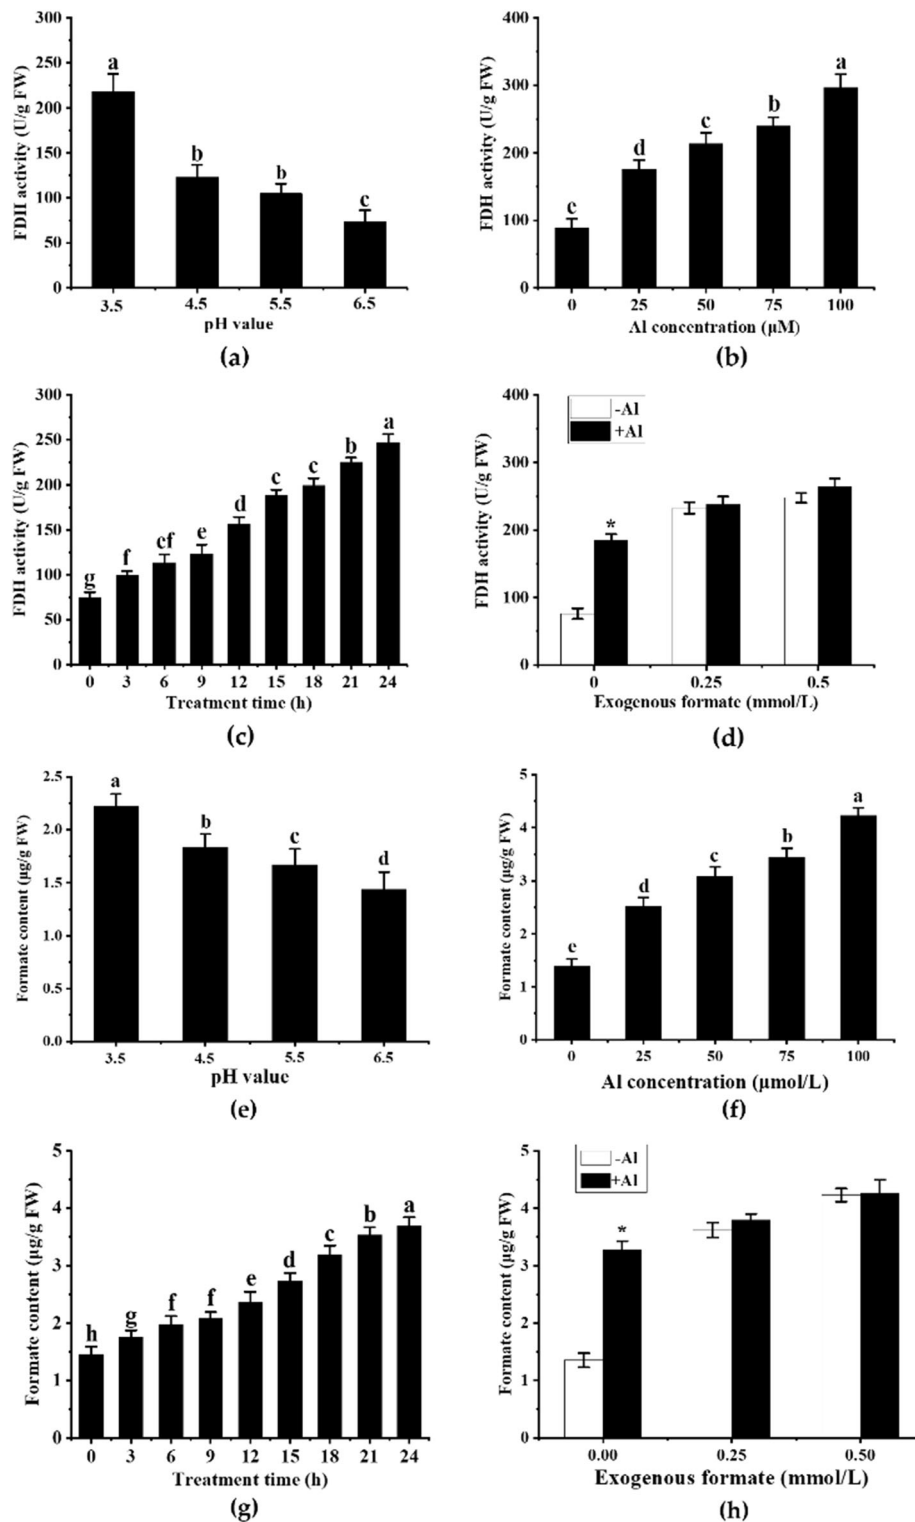 300
250
200
150
100
50
0
FDH activity (U/g FW)
a
b
b
c
3.5 4.5 5.5 6.5
pH value
(a)
400
300
200
100
0
FDH activity (U/g FW)
c
d
c
b
a
0 25 50 75 100
Al concentration (μM)
(b)
300
250
200
150
100
50
0
FDH activity (U/g FW)
g
f
ef
e
d
c
c
b
a
0 3 6 9 12 15 18 21 24
Treatment time (h)
(c)
400
300
200
100
0
FDH activity (U/g FW)
-Al
+Al
*
0 0.25 0.5
Exogenous formate (mmol/L)
(d)
2.5
2.0
1.5
1.0
0.5
0.0
Formate content (μg/g FW)
a
b
c
d
3.5 4.5 5.5 6.5
pH value
(e)
5
4
3
2
1
0
Formate content (μg/g FW)
e
d
c
b
a
0 25 50 75 100
Al concentration (μmol/L)
(f)
5
4
3
2
1
0
Formate content (μg/g FW)
h
g
f
f
e
d
c
b
a
0 3 6 9 12 15 18 21 24
Treatment time (h)
(g)
5
4
3
2
1
0
Formate content (μg/g FW)
-Al
+Al
*
0.00 0.25 0.50
Exogenous formate (mmol/L)
(h)